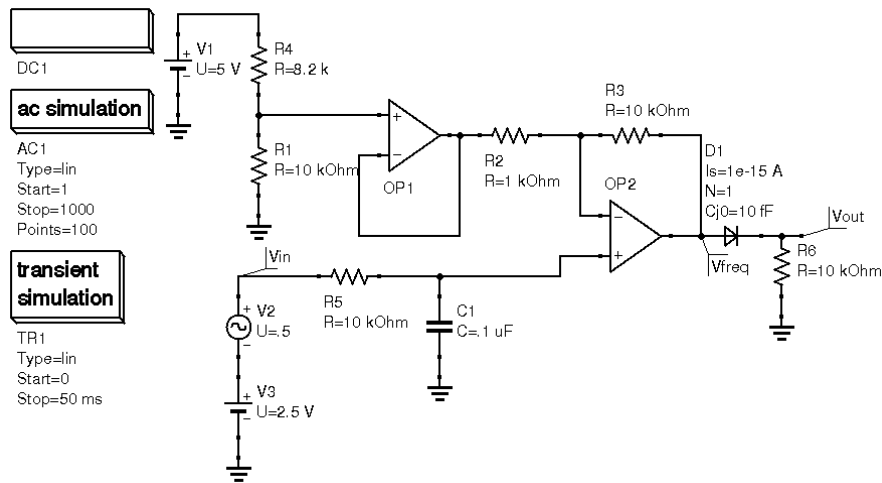 DC1
ac simulation
AC1
Type=lin
Start=1
Stop=1000
Points=100
transient
simulation
TR1
Type=lin
Start=0
Stop=50 ms
V1
U=5 V
R4
R=8.2 k
R1
R=10 kOhm
+
−
OP1
R2
R=1 kOhm
R3
R=10 kOhm
OP2
−
+
D1
Is=1e-15 A
N=1
Cj0=10 fF
Vfreq
Vout
R6
R=10 kOhm
Vin
R5
R=10 kOhm
C1
C=.1 uF
+
V2
U=.5
−
+
V3
U=2.5 V
−